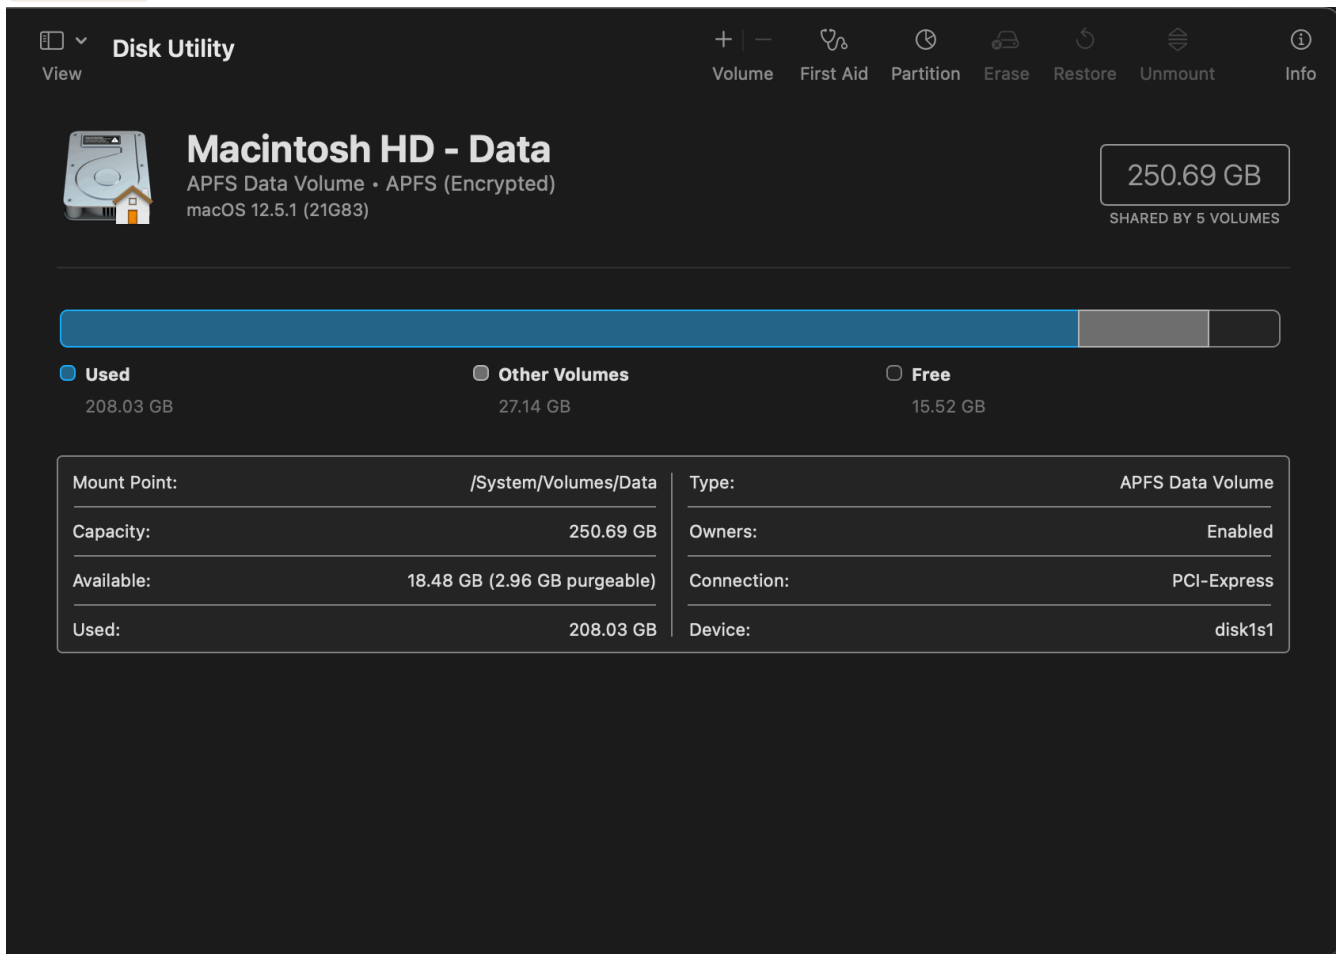 Disk Utility
View
Volume
First Aid
Partition
Erase
Restore
Unmount
Info
Macintosh HD - Data
APFS Data Volume • APFS (Encrypted)
macOS 12.5.1 (21G83)
250.69 GB
SHARED BY 5 VOLUMES
Used
208.03 GB
Other Volumes
27.14 GB
Free
15.52 GB
Mount Point: /System/Volumes/Data
Capacity: 250.69 GB
Available: 18.48 GB (2.96 GB purgeable)
Used: 208.03 GB
Type: APFS Data Volume
Owners: Enabled
Connection: PCI-Express
Device: disk1s1